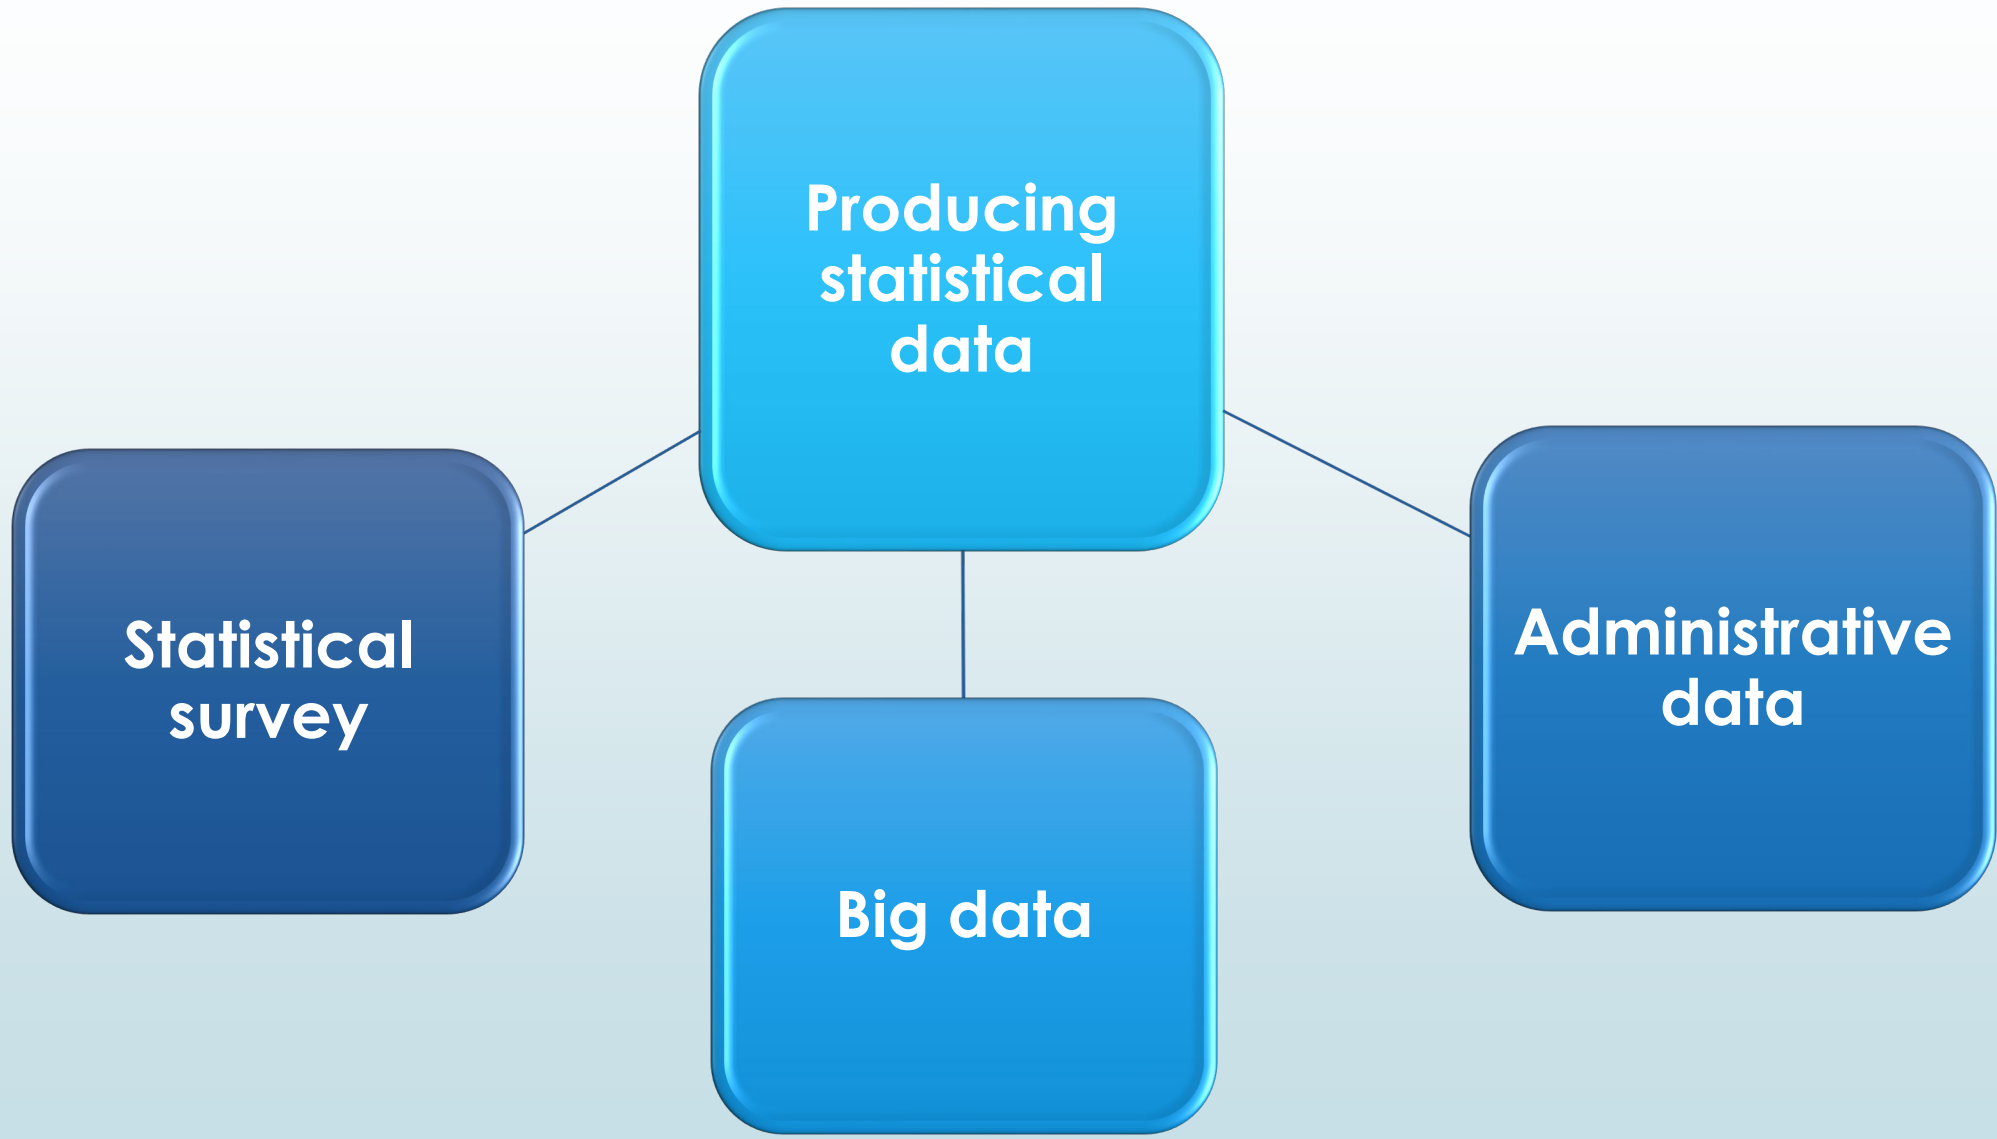 Producing
statistical
data
Statistical
survey
Administrative
data
Big data